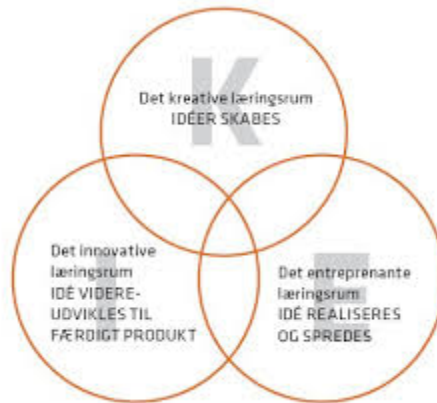 K
Det kreative læringsrum
IDÉER SKABES
I
Det innovative
læringsrum
IDÉ VIDERE-
UDVIKLES TIL
FÆRDIGT PRODUKT
E
Det entreprenante
læringsrum
IDÉ REALISERES
OG SPREDES